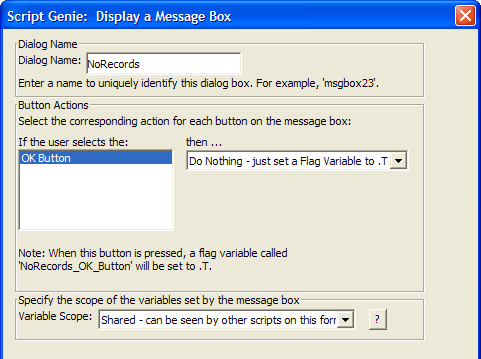 Script Genie:  Display a Message Box
Dialog Name
Dialog Name: NoRecords
Enter a name to uniquely identify this dialog box. For example, 'msgbox23'.
Button Actions
Select the corresponding action for each button on the message box:
If the user selects the: then ...
OK Button Do Nothing - just set a Flag Variable to .T.
Note: When this button is pressed, a flag variable called
'NoRecords_OK_Button' will be set to .T.
Specify the scope of the variables set by the message box
Variable Scope: Shared - can be seen by other scripts on this forr ?